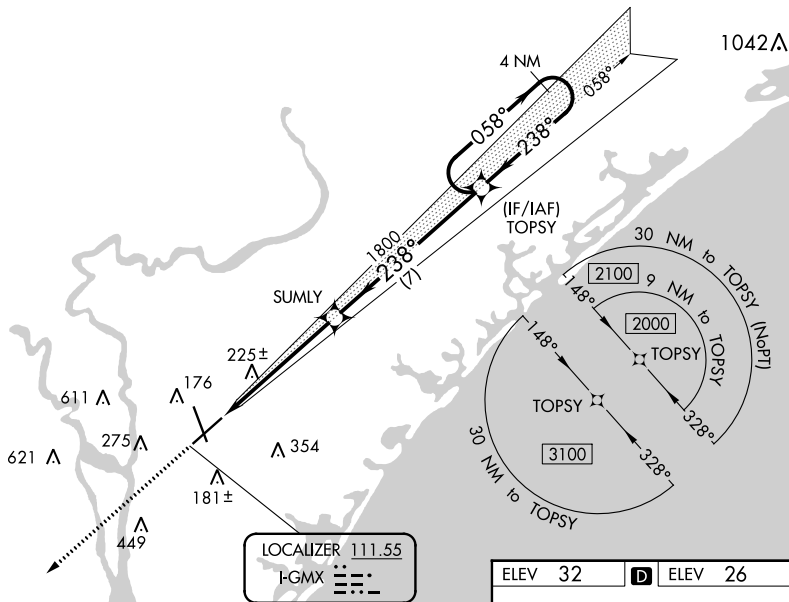 1042
4 NM
058°
058°
238°
(IF/IAF)
TOPSY
1800
238°
(7)
SUMLY
30 NM to TOPSY (NoPT)
2100
9 NM to TOPSY
148°
2000
TOPSY
328°
148°
TOPSY
3100
328°
30 NM to TOPSY
225±
176
611
275
621
354
181±
449
LOCALIZER 111.55
I-GMX
ELEV 32 D ELEV 26